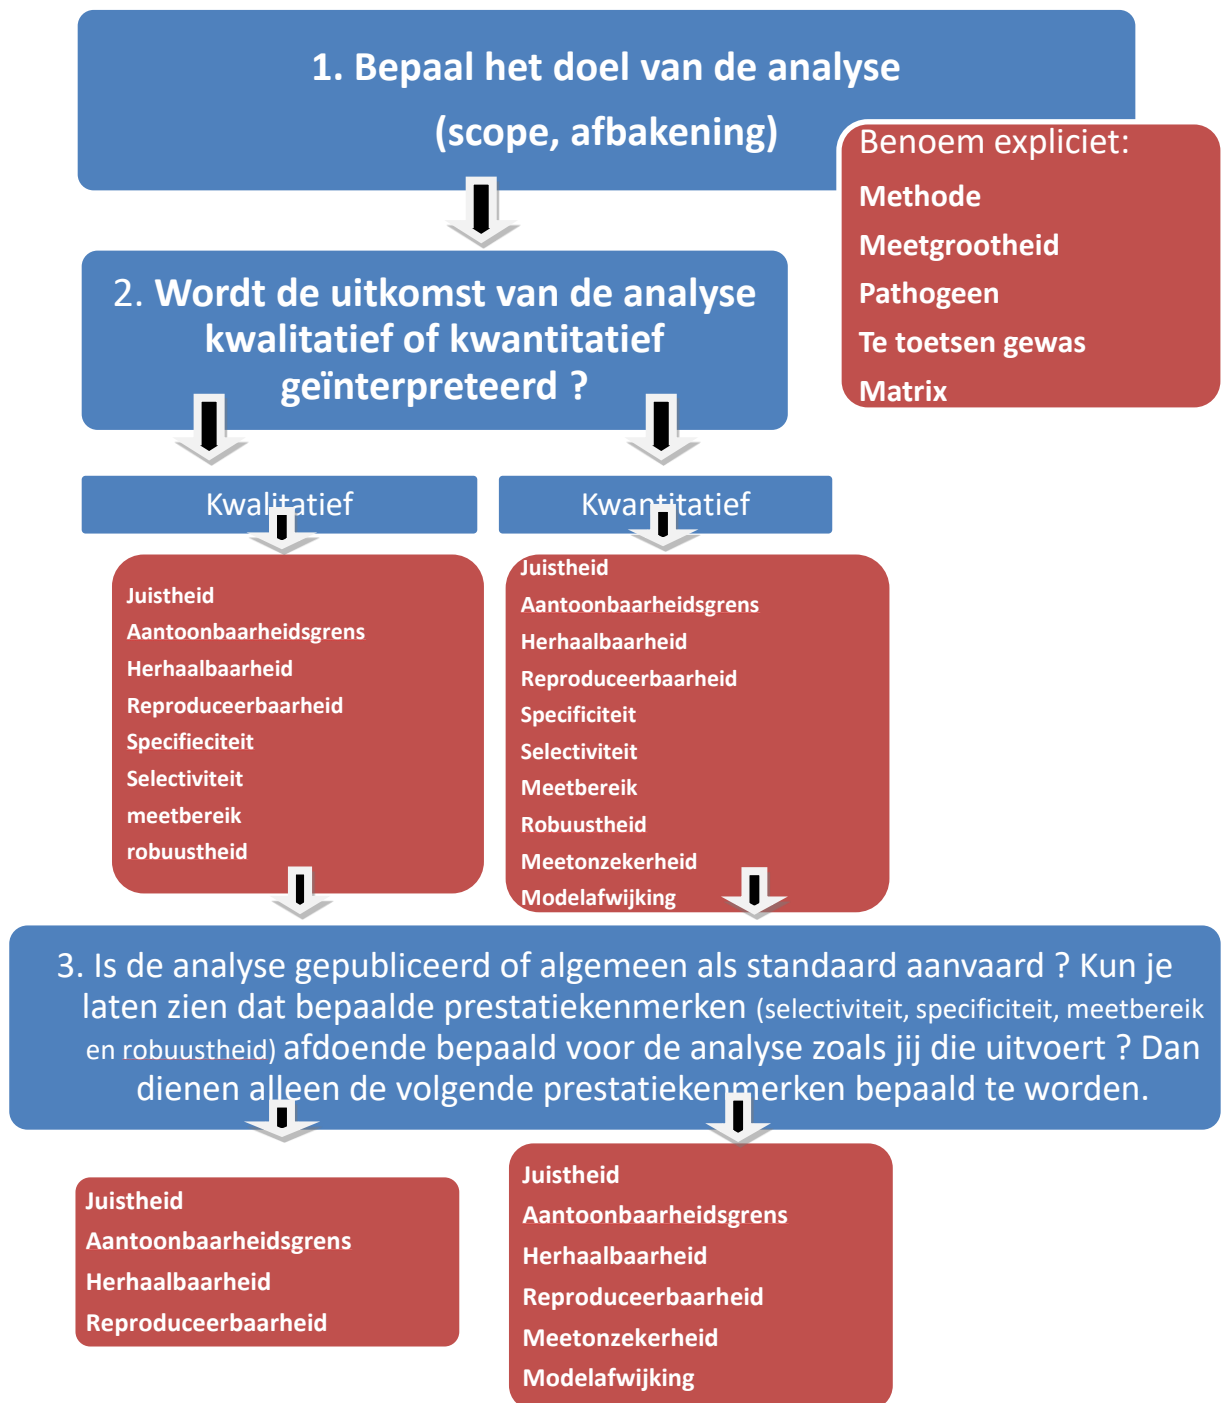 1. Bepaal het doel van de analyse
(scope, afbakening)
Benoem expliciet:
Methode
Meetgrootheid
Pathogeen
Te toetsen gewas
Matrix
2. Wordt de uitkomst van de analyse
kwalitatief of kwantitatief
geïnterpreteerd ?
Kwalitatief
Juistheid
Aantoonbaarheidsgrens
Herhaalbaarheid
Reproduceerbaarheid
Specifieciteit
Selectiviteit
meetbereik
robuustheid
Kwantitatief
Juistheid
Aantoonbaarheidsgrens
Herhaalbaarheid
Reproduceerbaarheid
Specificiteit
Selectiviteit
Meetbereik
Robuustheid
Meetonzekerheid
Modelafwijking
3. Is de analyse gepubliceerd of algemeen als standaard aanvaard ? Kun je
laten zien dat bepaalde prestatiekenmerken (selectiviteit, specificiteit, meetbereik
en robuustheid) afdoende bepaald voor de analyse zoals jij die uitvoert ? Dan
dienen alleen de volgende prestatiekenmerken bepaald te worden.
Juistheid
Aantoonbaarheidsgrens
Herhaalbaarheid
Reproduceerbaarheid
Juistheid
Aantoonbaarheidsgrens
Herhaalbaarheid
Reproduceerbaarheid
Meetonzekerheid
Modelafwijking